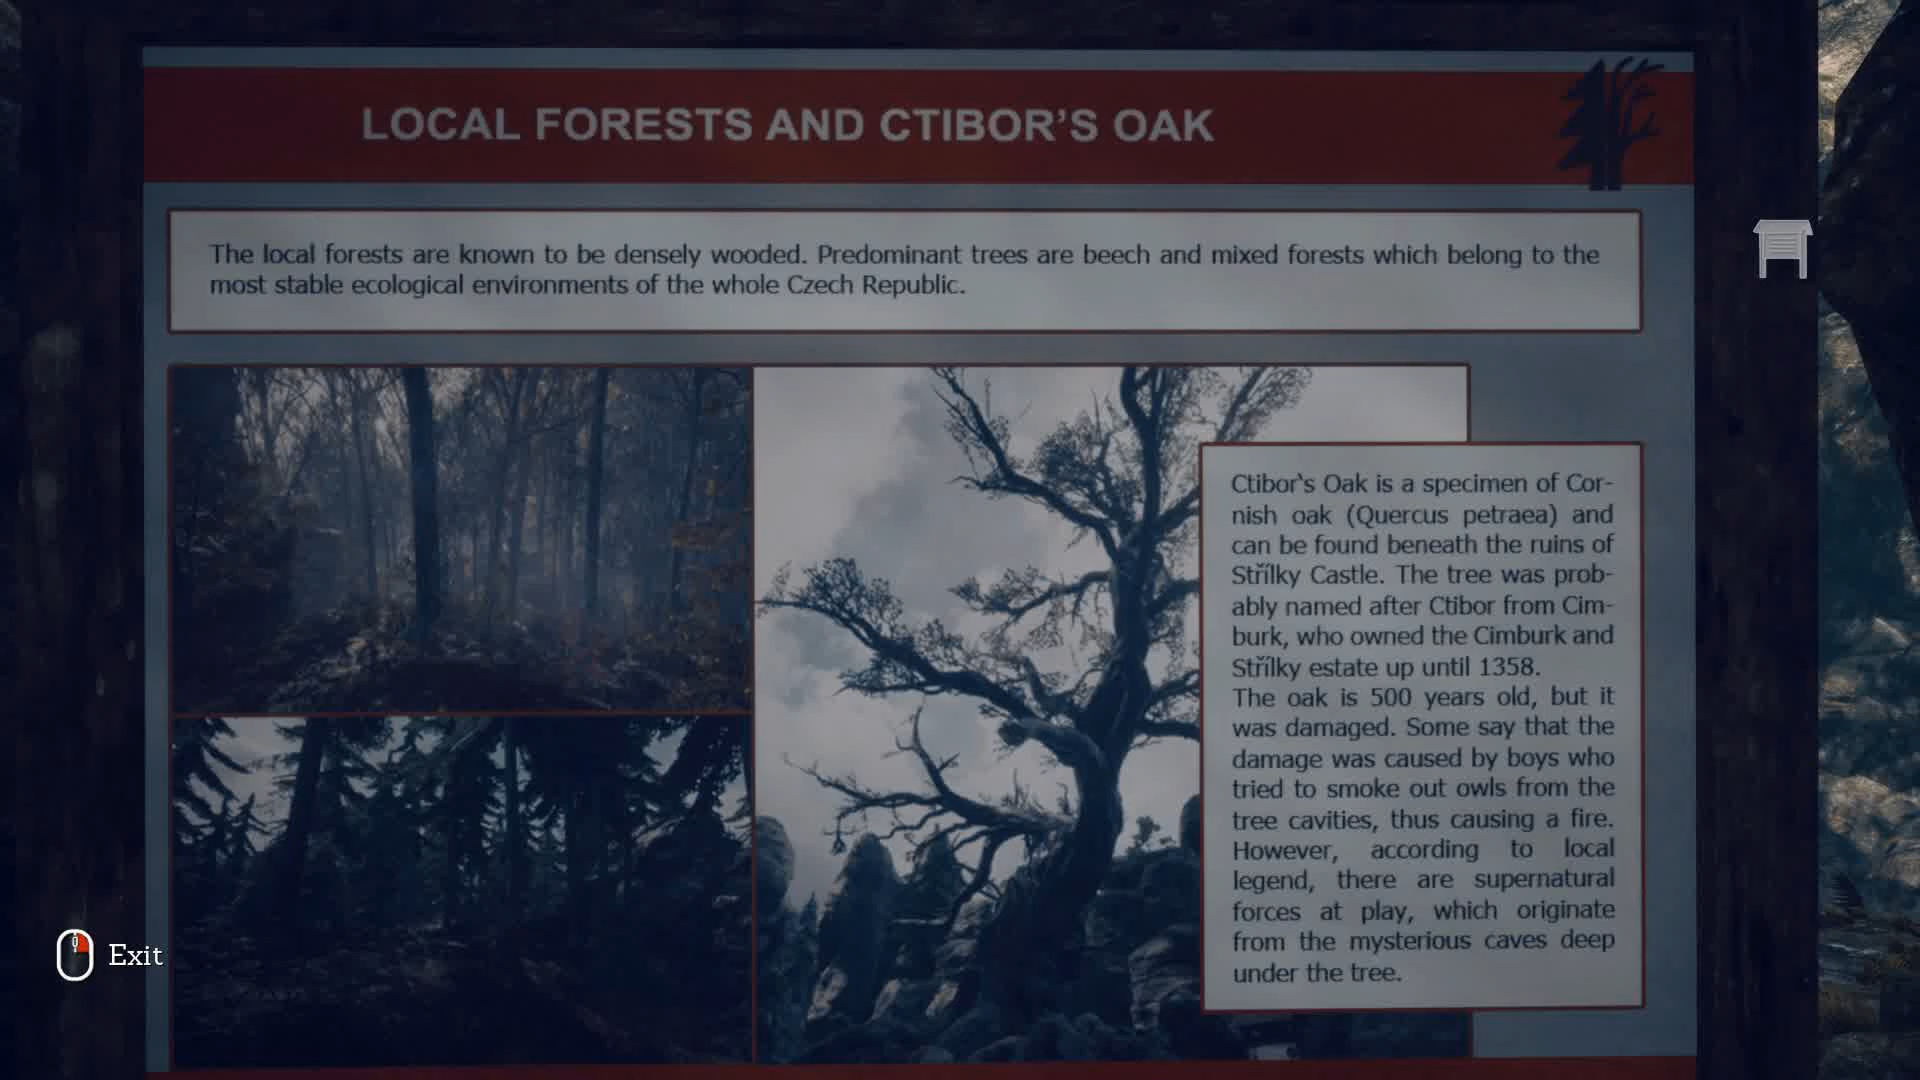 LOCAL FORESTS AND CTIBOR'S OAK
The local forests are known to be densely wooded. Predominant trees are beech and mixed forests which belong to the
most stable ecological environments of the whole Czech Republic.
Ctibor‘s Oak is a specimen of Cor-
nish oak (Quercus petraea) and
can be found beneath the ruins of
Střílky Castle. The tree was prob-
ably named after Ctibor from Cim-
burk, who owned the Cimburk and
Střílky estate up until 1358.
The oak is 500 years old, but it
was damaged. Some say that the
damage was caused by boys who
tried to smoke out owls from the
tree cavities, thus causing a fire.
However, according to local
legend, there are supernatural
forces at play, which originate
from the mysterious caves deep
under the tree.
Exit